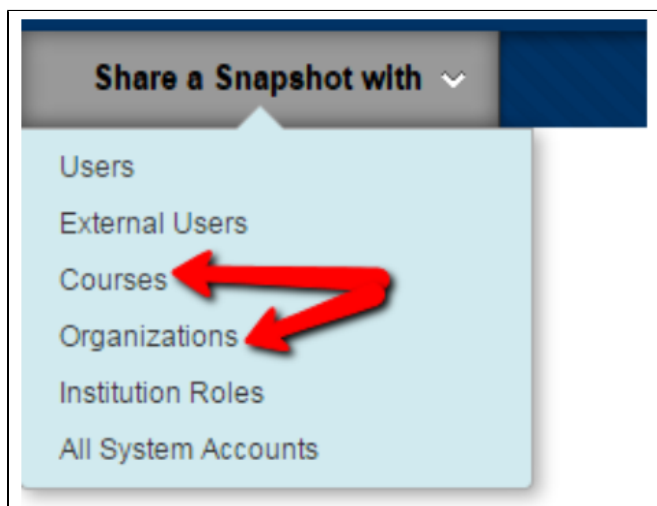 Share a Snapshot with
Users
External Users
Courses
Organizations
Institution Roles
All System Accounts